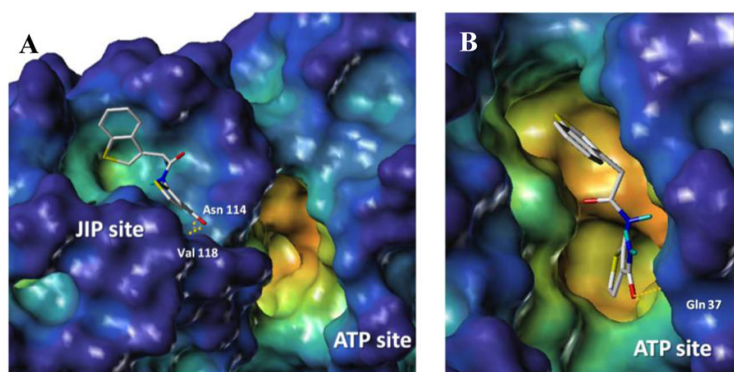 A
Asn 114
JIP site
Val 118
ATP site
B
Gln 37
ATP site